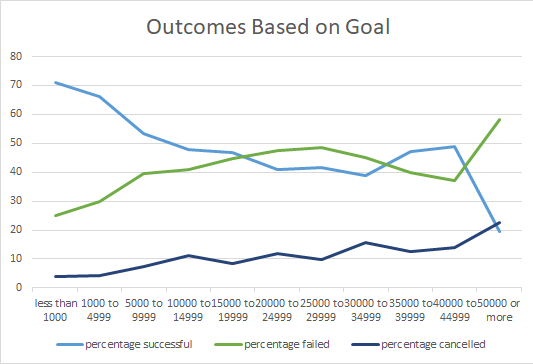 Outcomes Based on Goal
80
70
60
50
40
30
20
10
0
less than 1000 to 5000 to 10000 to 15000 to 20000 to 25000 to 30000 to 35000 to 40000 to 50000 or
1000 4999 9999 14999 19999 24999 29999 34999 39999 44999 more
percentage successful percentage failed percentage cancelled